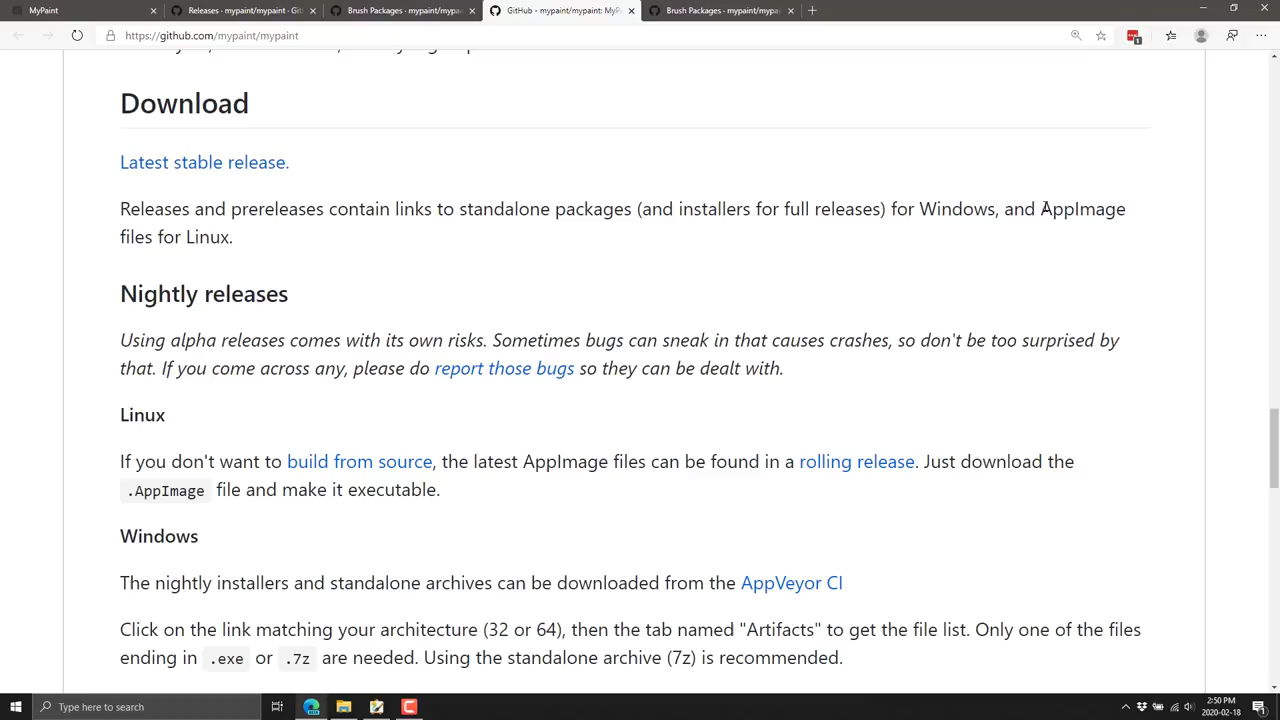 MyPaint
Releases · mypaint/mypaint · Git
Brush Packages · mypaint/mypaint
GitHub - mypaint/mypaint: MyP
Brush Packages · mypaint/mypa
https://github.com/mypaint/mypaint
Download
Latest stable release.
Releases and prereleases contain links to standalone packages (and installers for full releases) for Windows, and AppImage
files for Linux.
Nightly releases
Using alpha releases comes with its own risks. Sometimes bugs can sneak in that causes crashes, so don't be too surprised by
that. If you come across any, please do report those bugs so they can be dealt with.
Linux
If you don't want to build from source, the latest AppImage files can be found in a rolling release. Just download the
.AppImage file and make it executable.
Windows
The nightly installers and standalone archives can be downloaded from the AppVeyor CI
Click on the link matching your architecture (32 or 64), then the tab named "Artifacts" to get the file list. Only one of the files
ending in .exe or .7z are needed. Using the standalone archive (7z) is recommended.
Type here to search
2:50 PM
2020-02-18